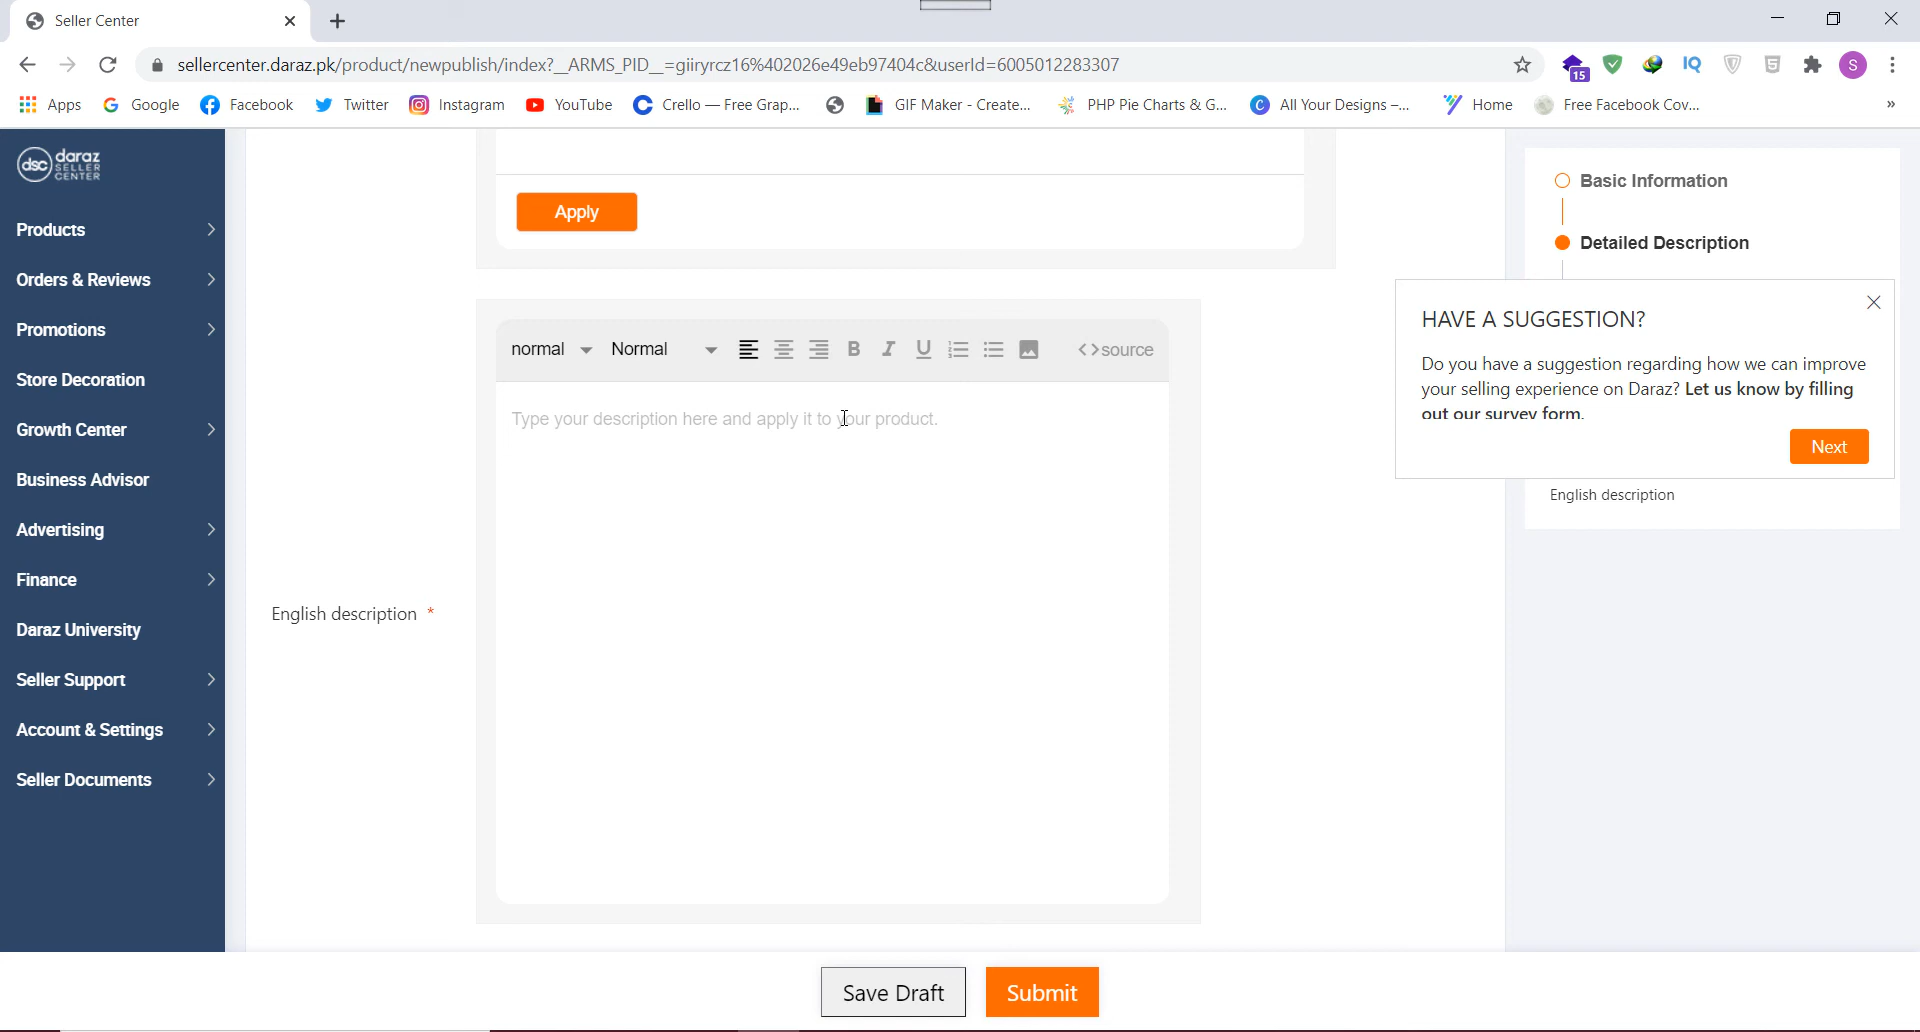 Seller Center
sellercenter.daraz.pk/product/newpublish/index?__ARMS_PID__=giiryrcz16%402026e49eb97404c&userId=6005012283307
15
S
Apps Google Facebook Twitter Instagram YouTube Crello — Free Grap... GIF Maker - Create... PHP Pie Charts & G... All Your Designs –... Home Free Facebook Cov... »
dsc daraz
SELLER
CENTER
Products
Orders & Reviews
Promotions
Store Decoration
Growth Center
Business Advisor
Advertising
Finance
Daraz University
Seller Support
Account & Settings
Seller Documents
Apply
normal Normal B I U <>source
Type your description here and apply it to your product.
English description *
Basic Information
Detailed Description
HAVE A SUGGESTION?
Do you have a suggestion regarding how we can improve
your selling experience on Daraz? Let us know by filling
out our survey form.
Next
English description
Save Draft Submit